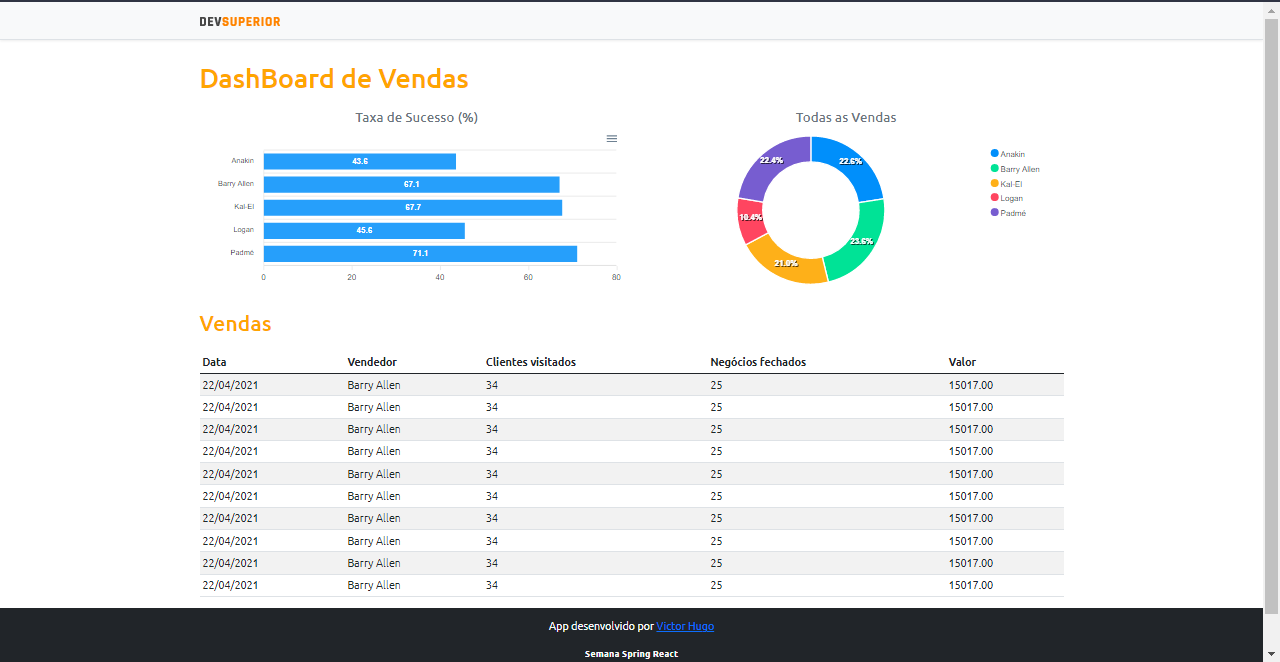 DEVSUPERIOR
DashBoard de Vendas
Taxa de Sucesso (%)
Anakin 43.6
Barry Allen 67.1
Kal-El 67.7
Logan 45.6
Padmé 71.1
0 20 40 60 80
Todas as Vendas
22.4% 22.6%
10.4%
23.6%
21.0%
Anakin
Barry Allen
Kal-El
Logan
Padmé
Vendas
Data Vendedor Clientes visitados Negócios fechados Valor
22/04/2021 Barry Allen 34 25 15017.00
22/04/2021 Barry Allen 34 25 15017.00
22/04/2021 Barry Allen 34 25 15017.00
22/04/2021 Barry Allen 34 25 15017.00
22/04/2021 Barry Allen 34 25 15017.00
22/04/2021 Barry Allen 34 25 15017.00
22/04/2021 Barry Allen 34 25 15017.00
22/04/2021 Barry Allen 34 25 15017.00
22/04/2021 Barry Allen 34 25 15017.00
22/04/2021 Barry Allen 34 25 15017.00
App desenvolvido por Victor Hugo
Semana Spring React